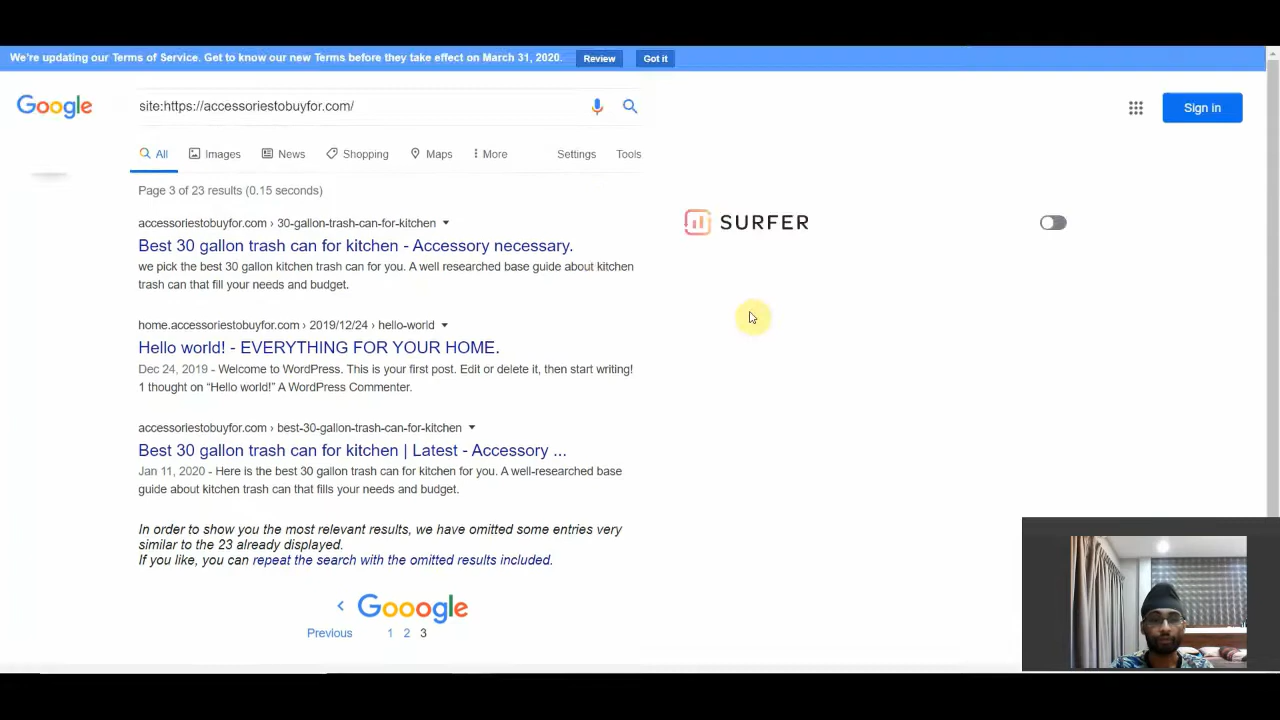 We're updating our Terms of Service. Get to know our new Terms before they take effect on March 31, 2020. Review Got it
Google site:https://accessoriestobuyfor.com/ Sign in
All Images News Shopping Maps More Settings Tools
Page 3 of 23 results (0.15 seconds)
accessoriestobuyfor.com › 30-gallon-trash-can-for-kitchen
SURFER
Best 30 gallon trash can for kitchen - Accessory necessary.
we pick the best 30 gallon kitchen trash can for you. A well researched base guide about kitchen
trash can that fill your needs and budget.
home.accessoriestobuyfor.com › 2019/12/24 › hello-world
Hello world! - EVERYTHING FOR YOUR HOME.
Dec 24, 2019 - Welcome to WordPress. This is your first post. Edit or delete it, then start writing!
1 thought on “Hello world!” A WordPress Commenter.
accessoriestobuyfor.com › best-30-gallon-trash-can-for-kitchen
Best 30 gallon trash can for kitchen | Latest - Accessory ...
Jan 11, 2020 - Here is the best 30 gallon trash can for kitchen for you. A well-researched base
guide about kitchen trash can that fills your needs and budget.
In order to show you the most relevant results, we have omitted some entries very
similar to the 23 already displayed.
If you like, you can repeat the search with the omitted results included.
< Gooogle
Previous 1 2 3